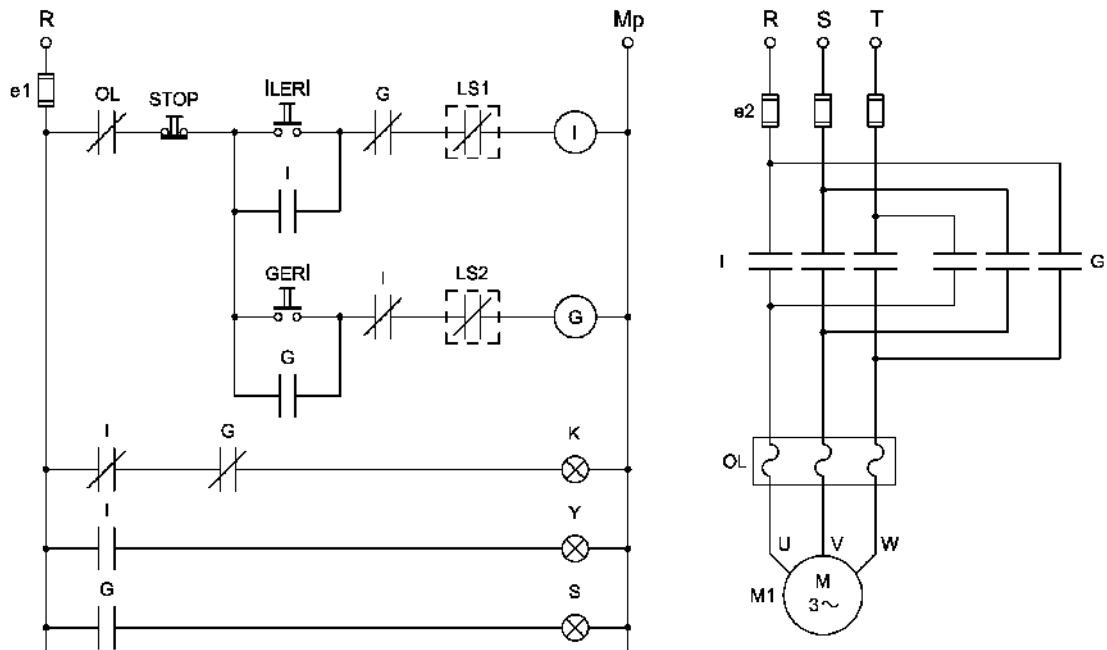 R Mp R S T
e1 OL STOP İLERİ G LS1 e2
I
I
GERİ I LS2 I G
G
G
I G K OL
I Y U V W
G S M1 M
3~